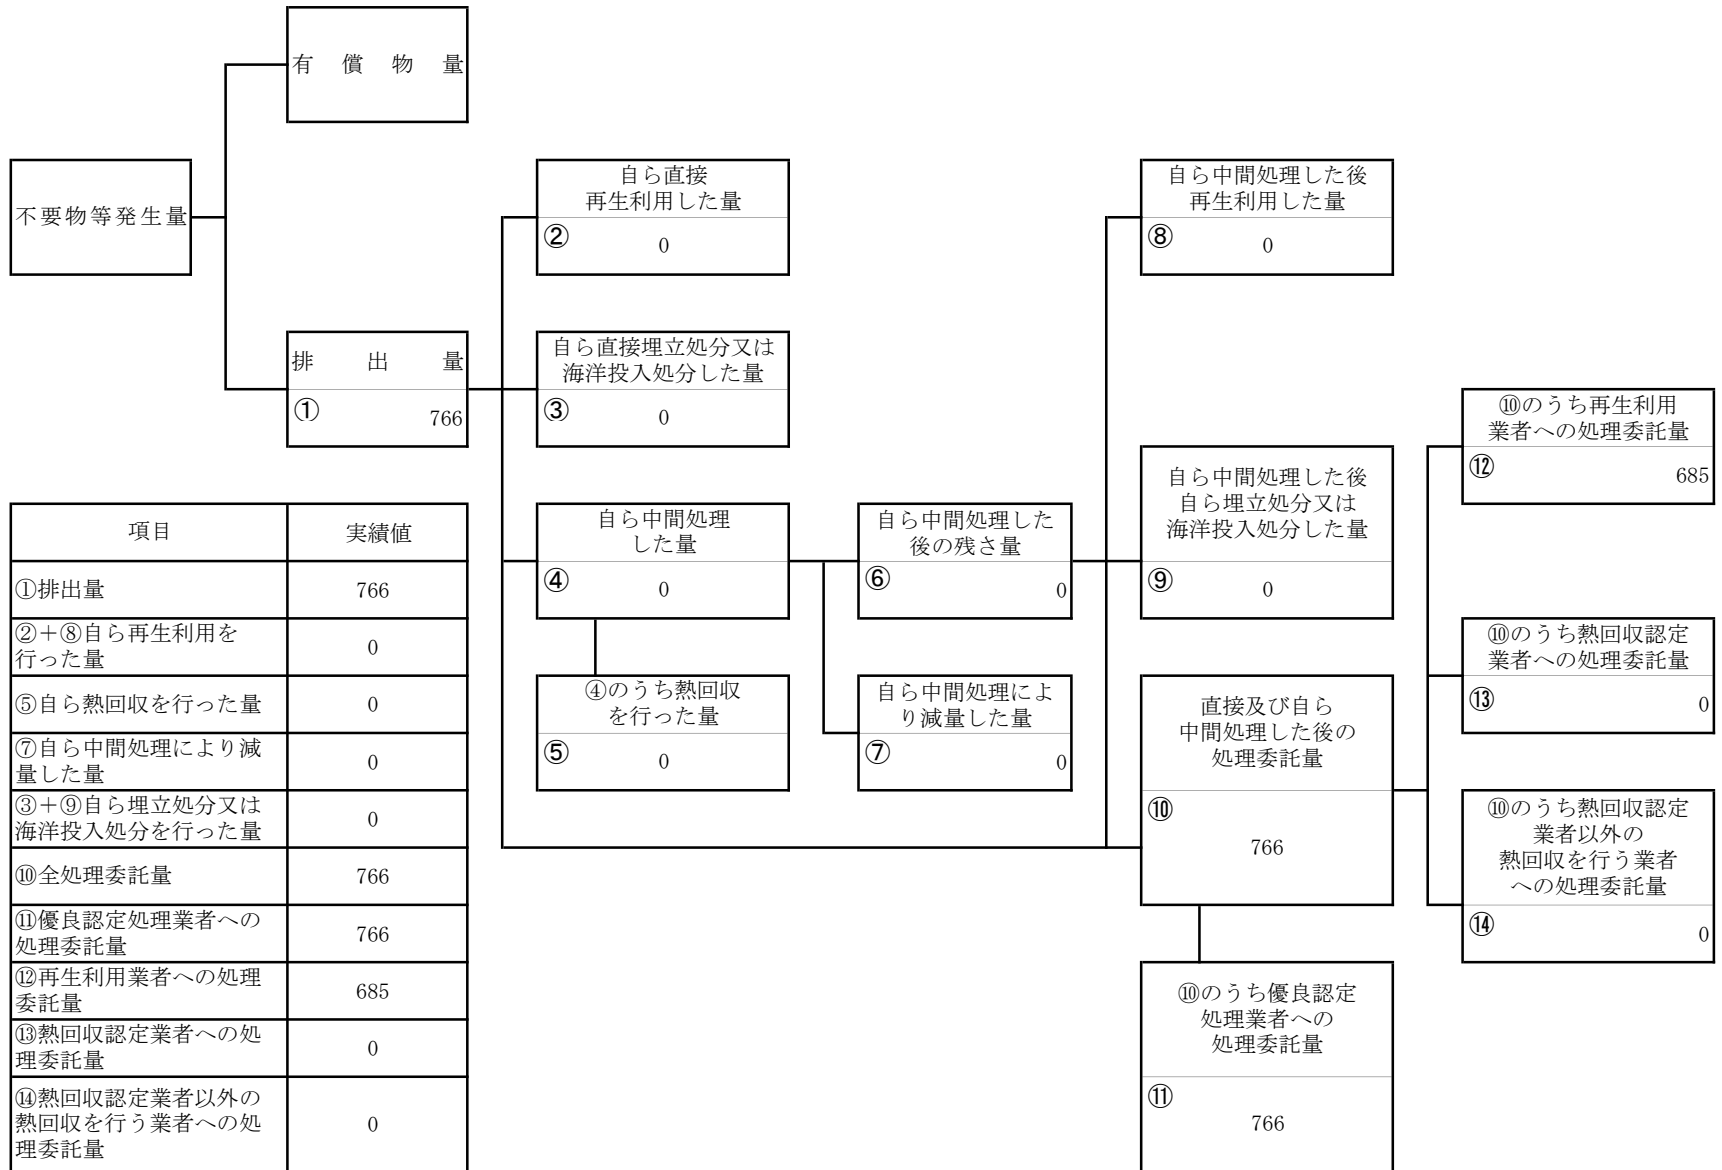 有償物量
不要物等発生量
排出量
①
766
自ら直接
再生利用した量
②
0
自ら直接埋立処分又は
海洋投入処分した量
③
0
自ら中間処理
した量
④
0
④のうち熱回収
を行った量
⑤
0
自ら中間処理した
後の残さ量
⑥
0
自ら中間処理によ
り減量した量
⑦
0
自ら中間処理した後
再生利用した量
⑧
0
自ら中間処理した後
自ら埋立処分又は
海洋投入処分した量
⑨
0
直接及び自ら
中間処理した後の
処理委託量
⑩
766
⑩のうち優良認定
処理業者への
処理委託量
⑪
766
⑩のうち再生利用
業者への処理委託量
⑫
685
⑩のうち熱回収認定
業者への処理委託量
⑬
0
⑩のうち熱回収認定
業者以外の
熱回収を行う業者
への処理委託量
⑭
0
項目 実績値
①排出量 766
②＋⑧自ら再生利用を
行った量 0
⑤自ら熱回収を行った量 0
⑦自ら中間処理により減
量した量 0
③＋⑨自ら埋立処分又は
海洋投入処分を行った量 0
⑩全処理委託量 766
⑪優良認定処理業者への
処理委託量 766
⑫再生利用業者への処理
委託量 685
⑬熱回収認定業者への処
理委託量 0
⑭熱回収認定業者以外の
熱回収を行う業者への処
理委託量 0